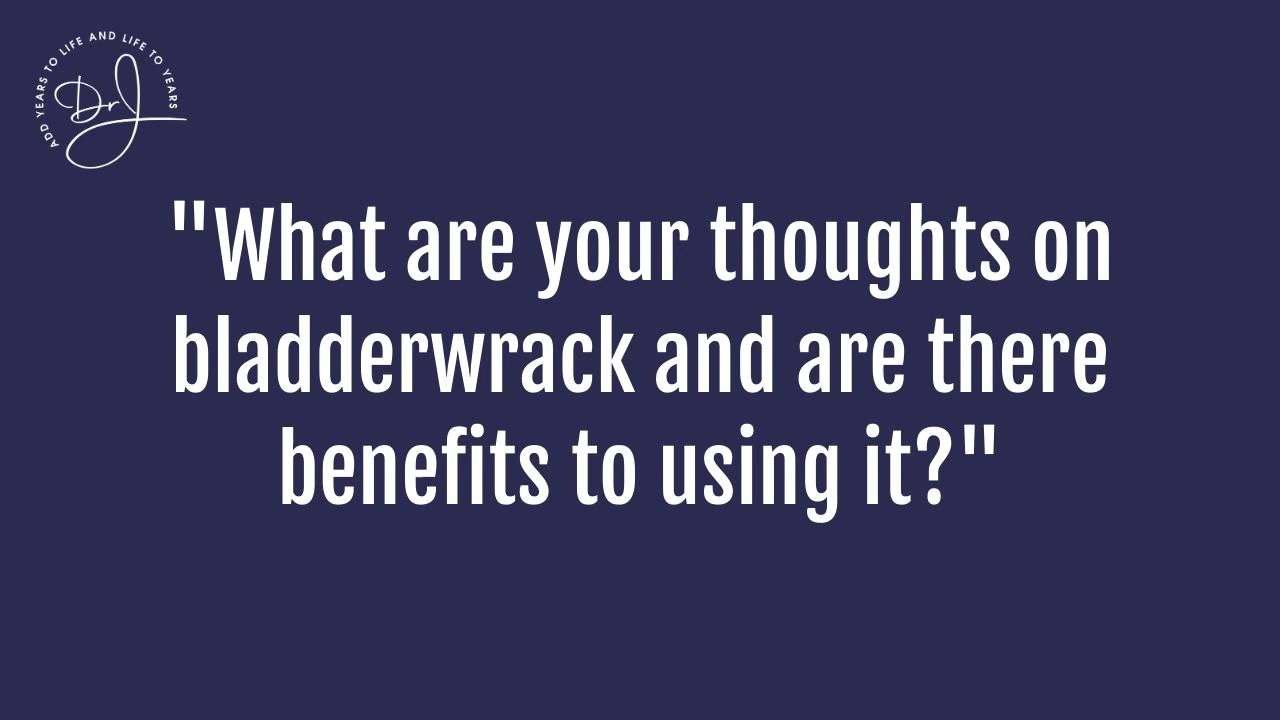 ADD YEARS TO LIFE AND LIFE TO YEARS
Dr J
"What are your thoughts on
bladderwrack and are there
benefits to using it?"